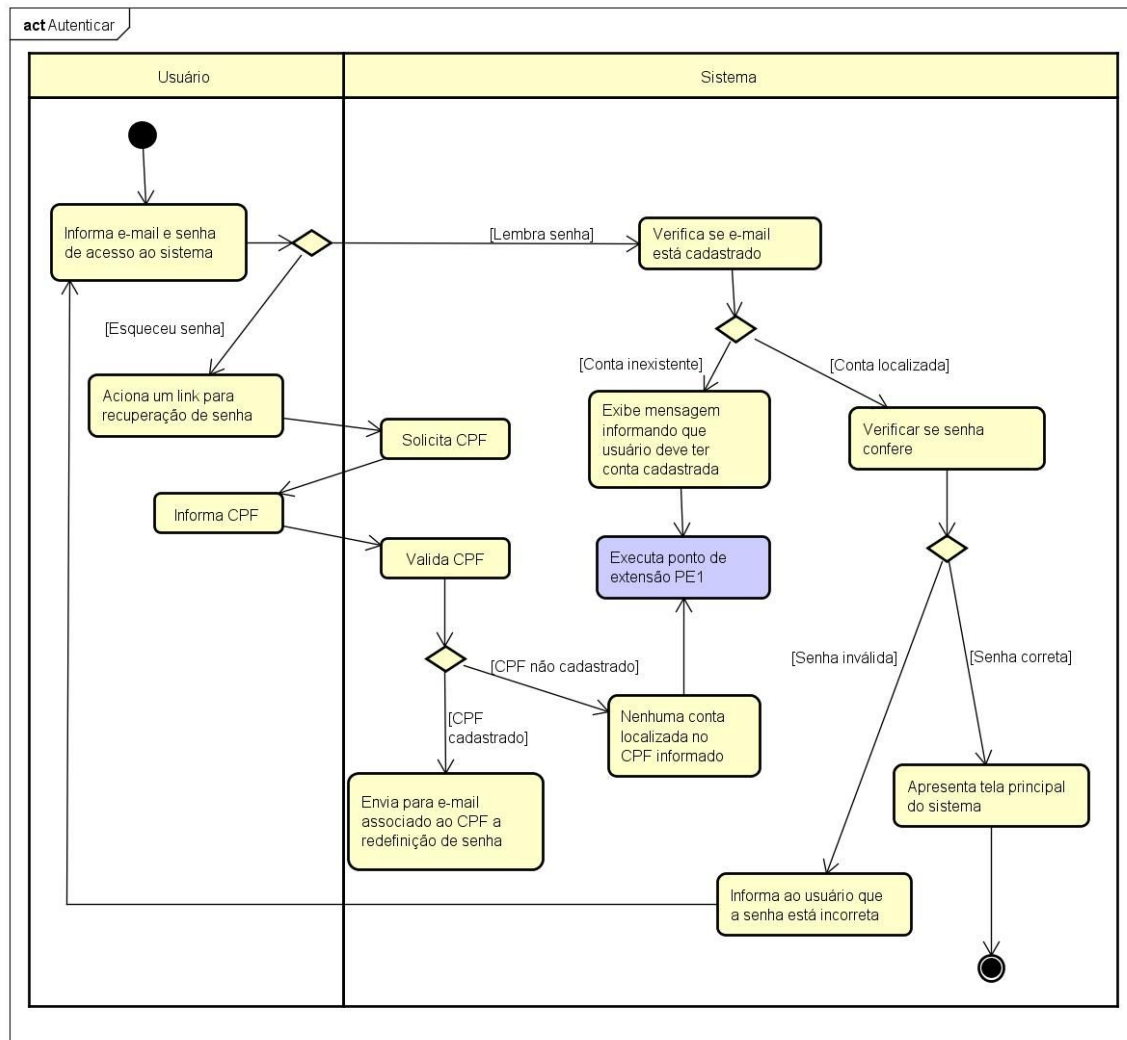 act Autenticar
Usuário
Sistema
Informa e-mail e senha
de acesso ao sistema
[Lembra senha]
Verifica se e-mail
está cadastrado
[Esqueceu senha]
[Conta inexistente]
[Conta localizada]
Aciona um link para
recuperação de senha
Solicita CPF
Exibe mensagem
informando que
usuário deve ter
conta cadastrada
Verificar se senha
confere
Informa CPF
Valida CPF
Executa ponto de
extensão PE1
[CPF não cadastrado]
[Senha inválida]
[Senha correta]
[CPF
cadastrado]
Nenhuma conta
localizada no
CPF informado
Envia para e-mail
associado ao CPF a
redefinição de senha
Apresenta tela principal
do sistema
Informa ao usuário que
a senha está incorreta